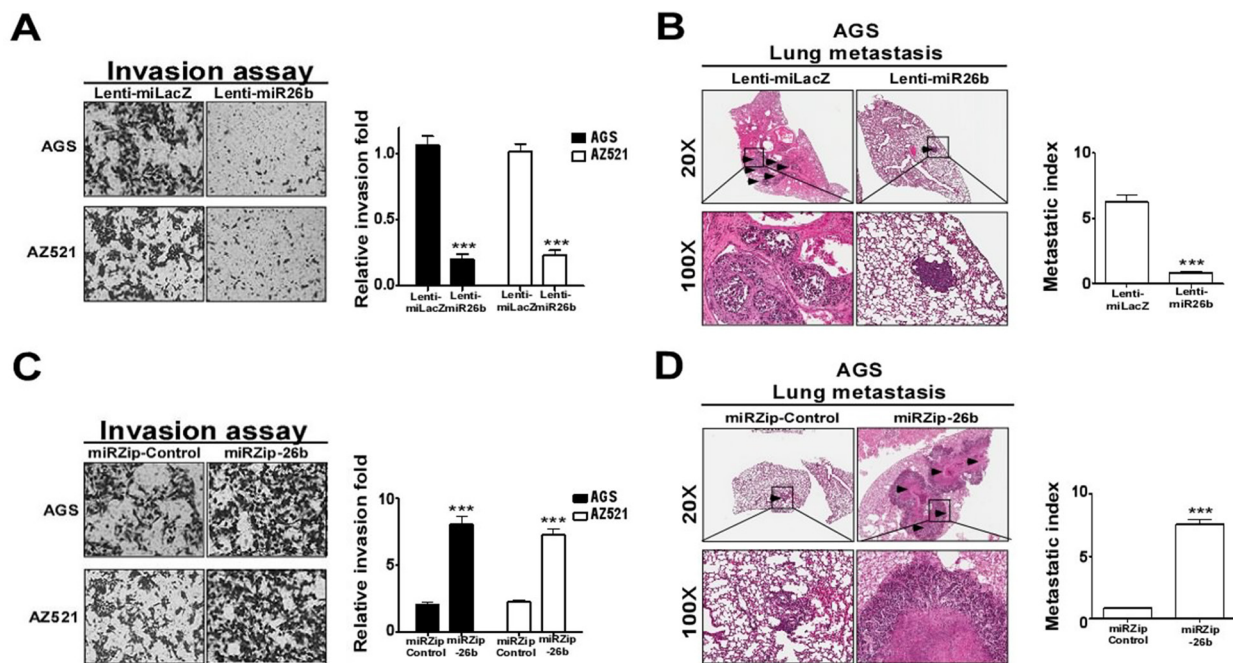 A
Invasion assay
Lenti-miLacZ Lenti-miR26b
AGS
AZ521
Relative invasion fold
1.0
0.5
0.0
AGS
AZ521
***
***
Lenti- Lenti- Lenti- Lenti-
miLacZ miR26b miLacZ miR26b
B
AGS
Lung metastasis
Lenti-miLacZ Lenti-miR26b
20X
100X
Metastatic index
10
5
0
***
Lenti- Lenti-
miLacZ miR26b
C
Invasion assay
miRZip-Control miRZip-26b
AGS
AZ521
Relative invasion fold
10
5
0
AGS
AZ521
***
***
miRZip miRZip miRZip miRZip
Control -26b Control -26b
D
AGS
Lung metastasis
miRZip-Control miRZip-26b
20X
100X
Metastatic index
10
5
0
***
miRZip miRZip
Control -26b